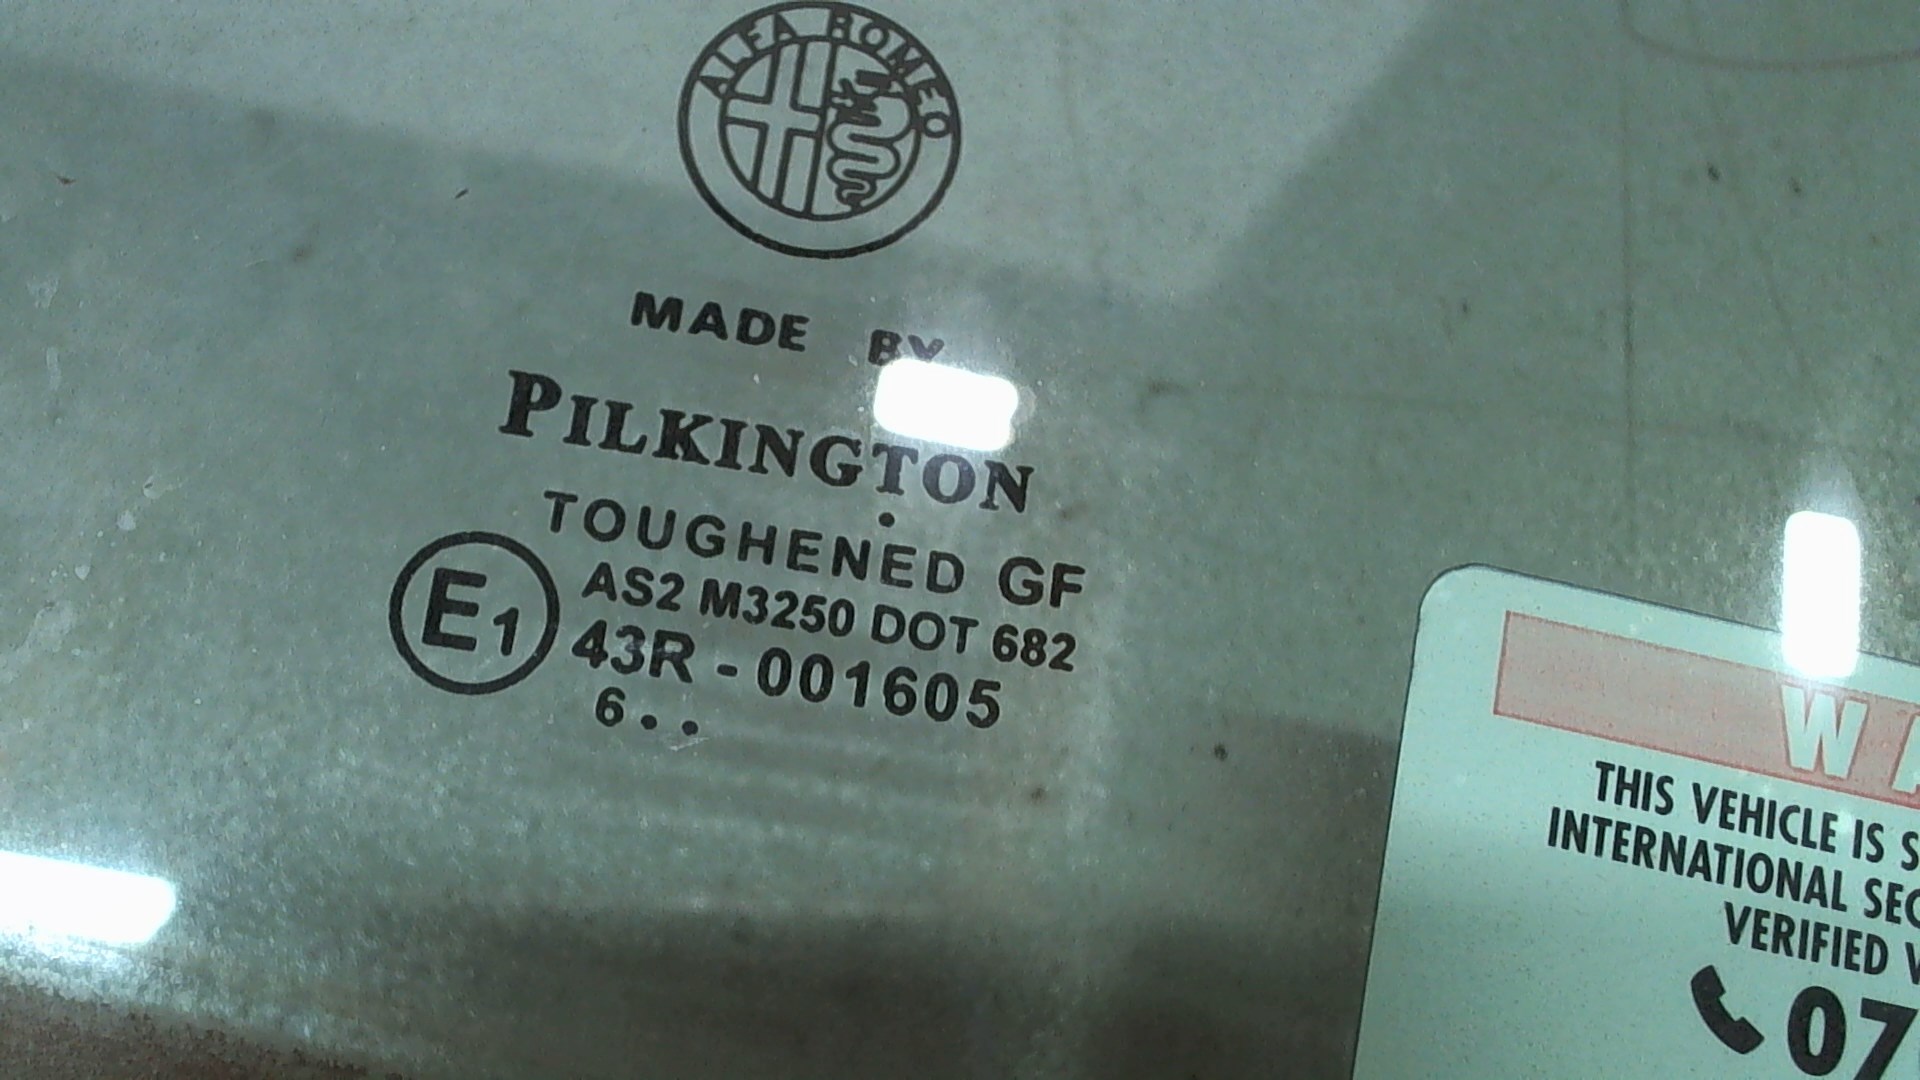 ALFA ROMEO
MADE BY
PILKINGTON
TOUGHENED GF
E1
AS2 M3250 DOT 682
43R - 001605
6..
THIS VEHICLE IS
INTERNATIONAL
VERIFIED
07